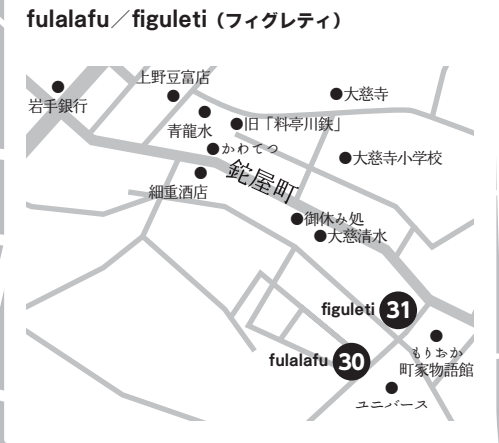 fulalafu／figuleti（フィグレティ）
上野豆富店
岩手銀行
大慈寺
青龍水
旧「料亭川鉄」
かわてつ
大慈寺小学校
細重酒店
鉈屋町
御休み処
大慈清水
figuleti 31
もりおか
町家物語館
fulalafu 30
ユニバース